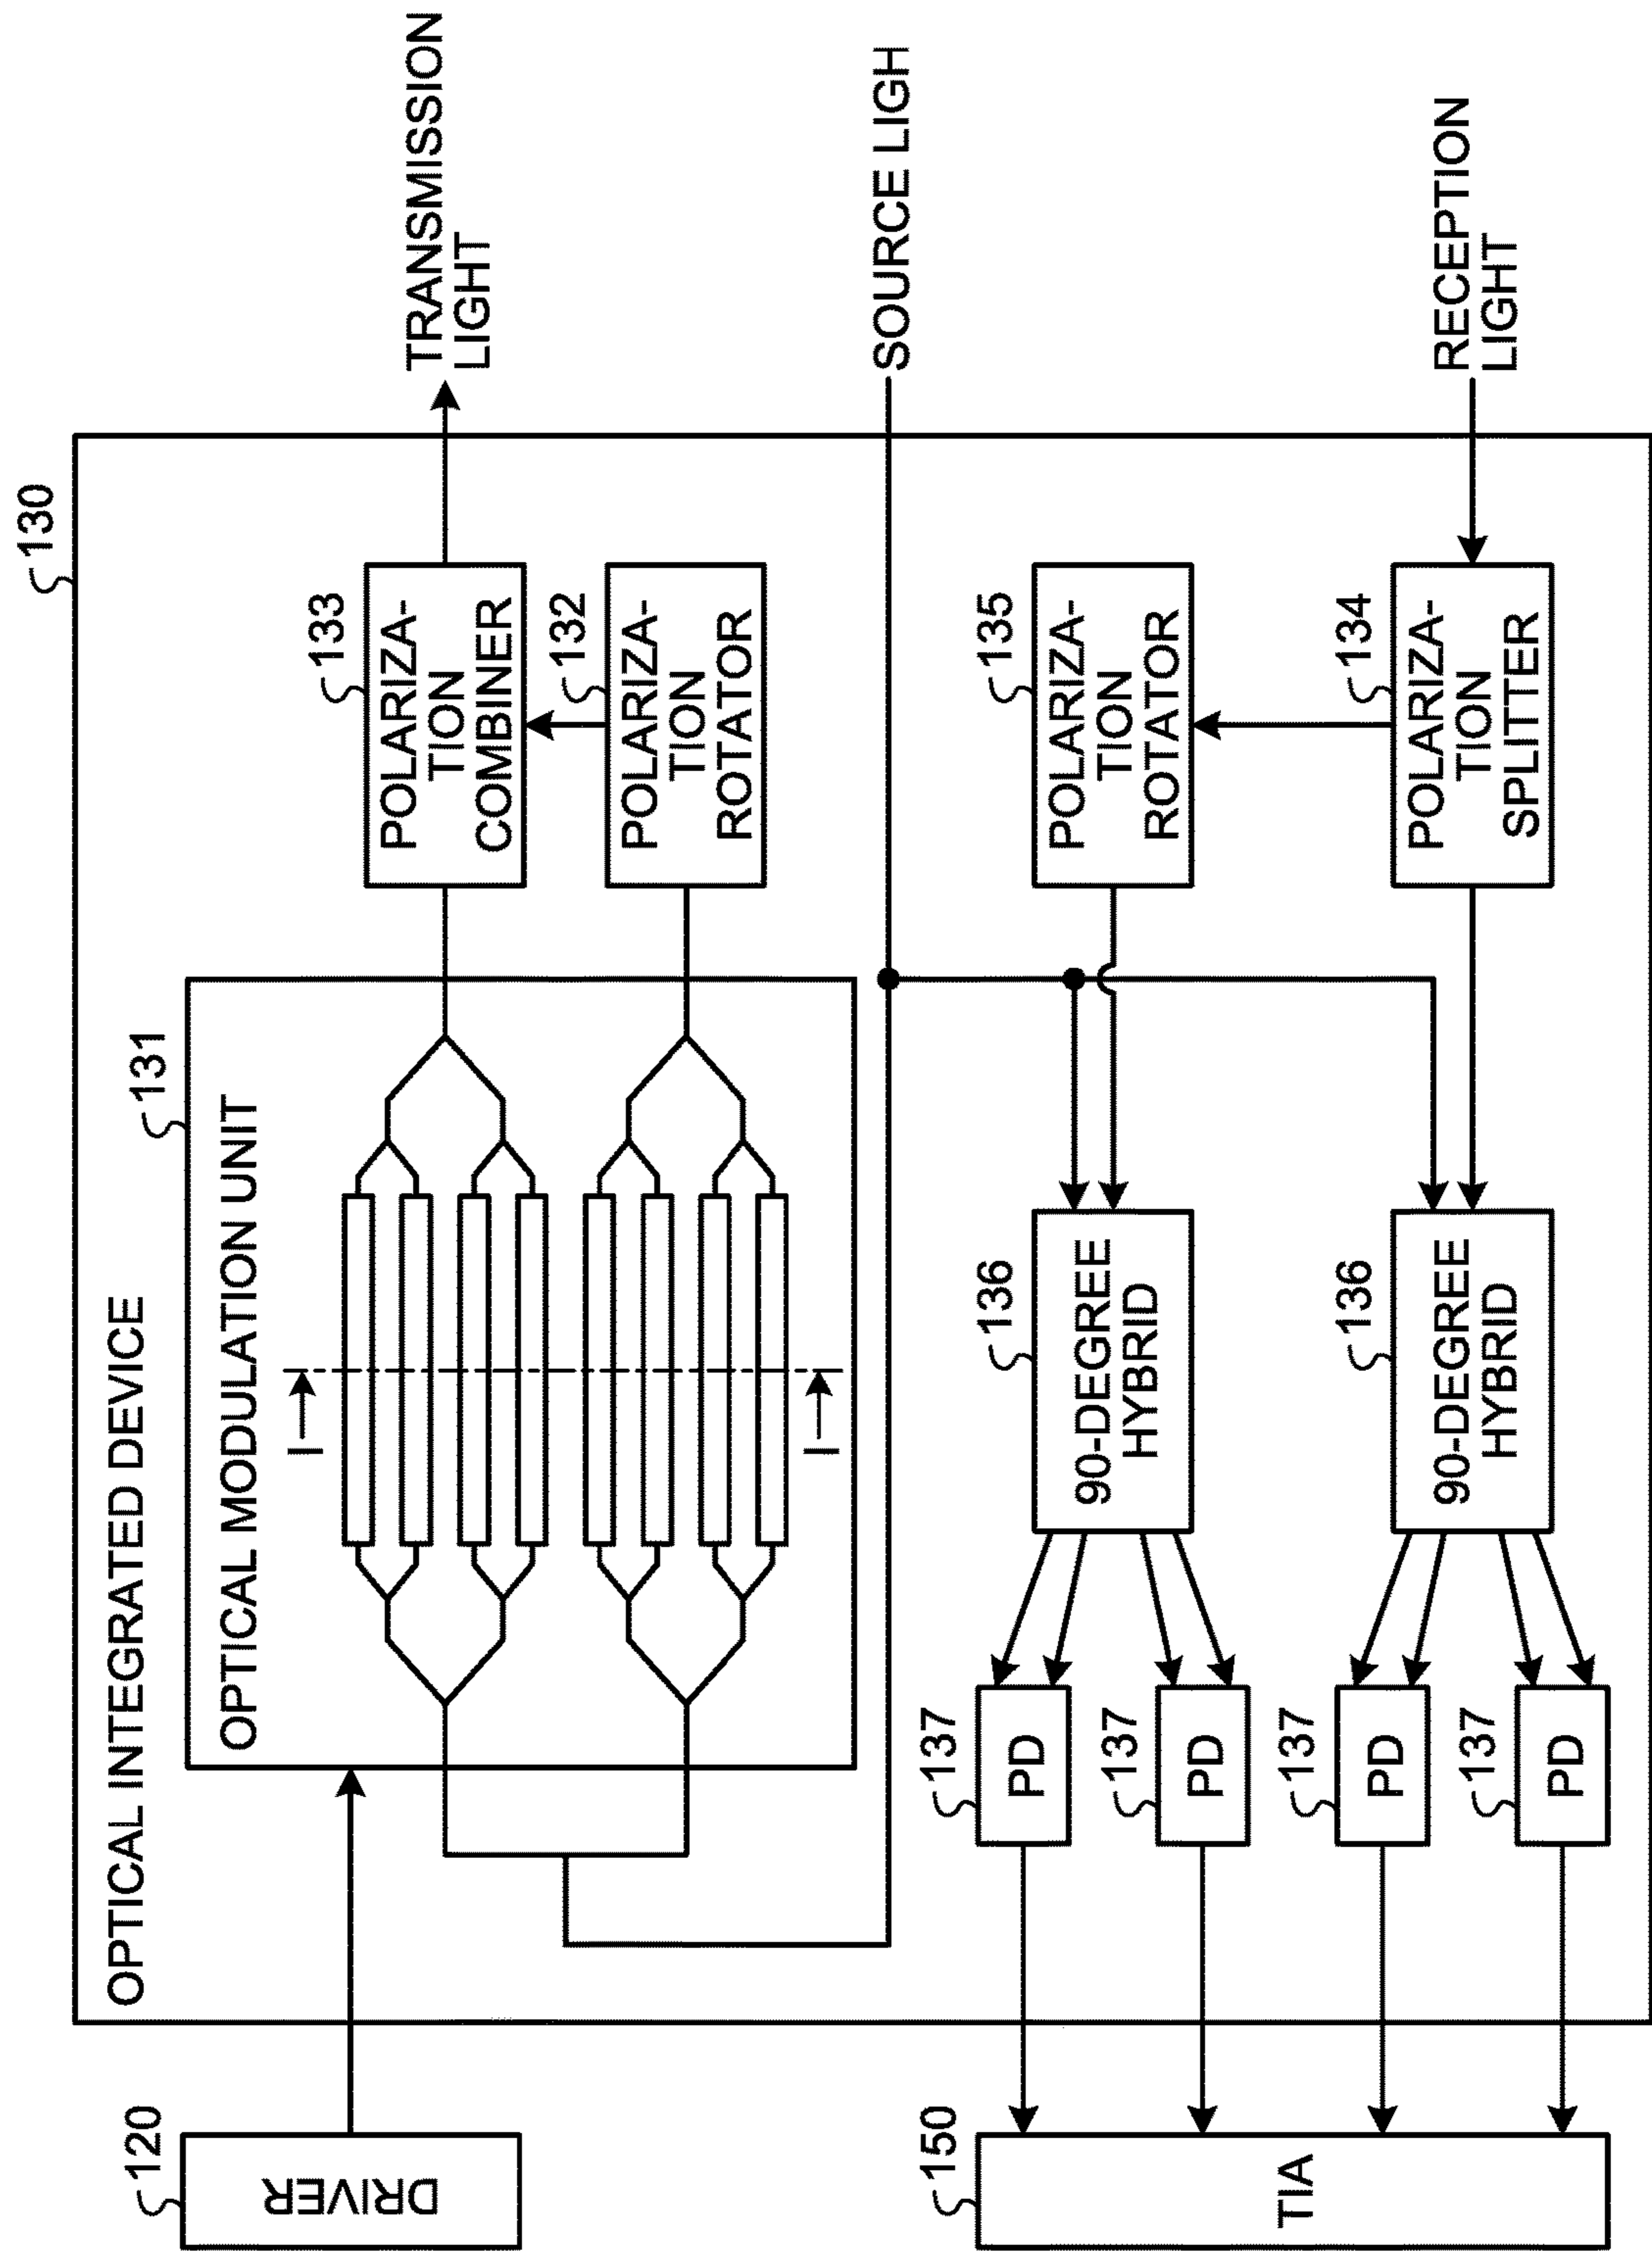 130
OPTICAL INTEGRATED DEVICE
120
DRIVER
131
OPTICAL MODULATION UNIT
I
I
133
POLARIZA-
TION
COMBINER
132
POLARIZA-
TION
ROTATOR
TRANSMISSION
LIGHT
SOURCE LIGH
150
TIA
137
PD
137
PD
137
PD
137
PD
136
90-DEGREE
HYBRID
136
90-DEGREE
HYBRID
135
POLARIZA-
TION
ROTATOR
134
POLARIZA-
TION
SPLITTER
RECEPTION
LIGHT